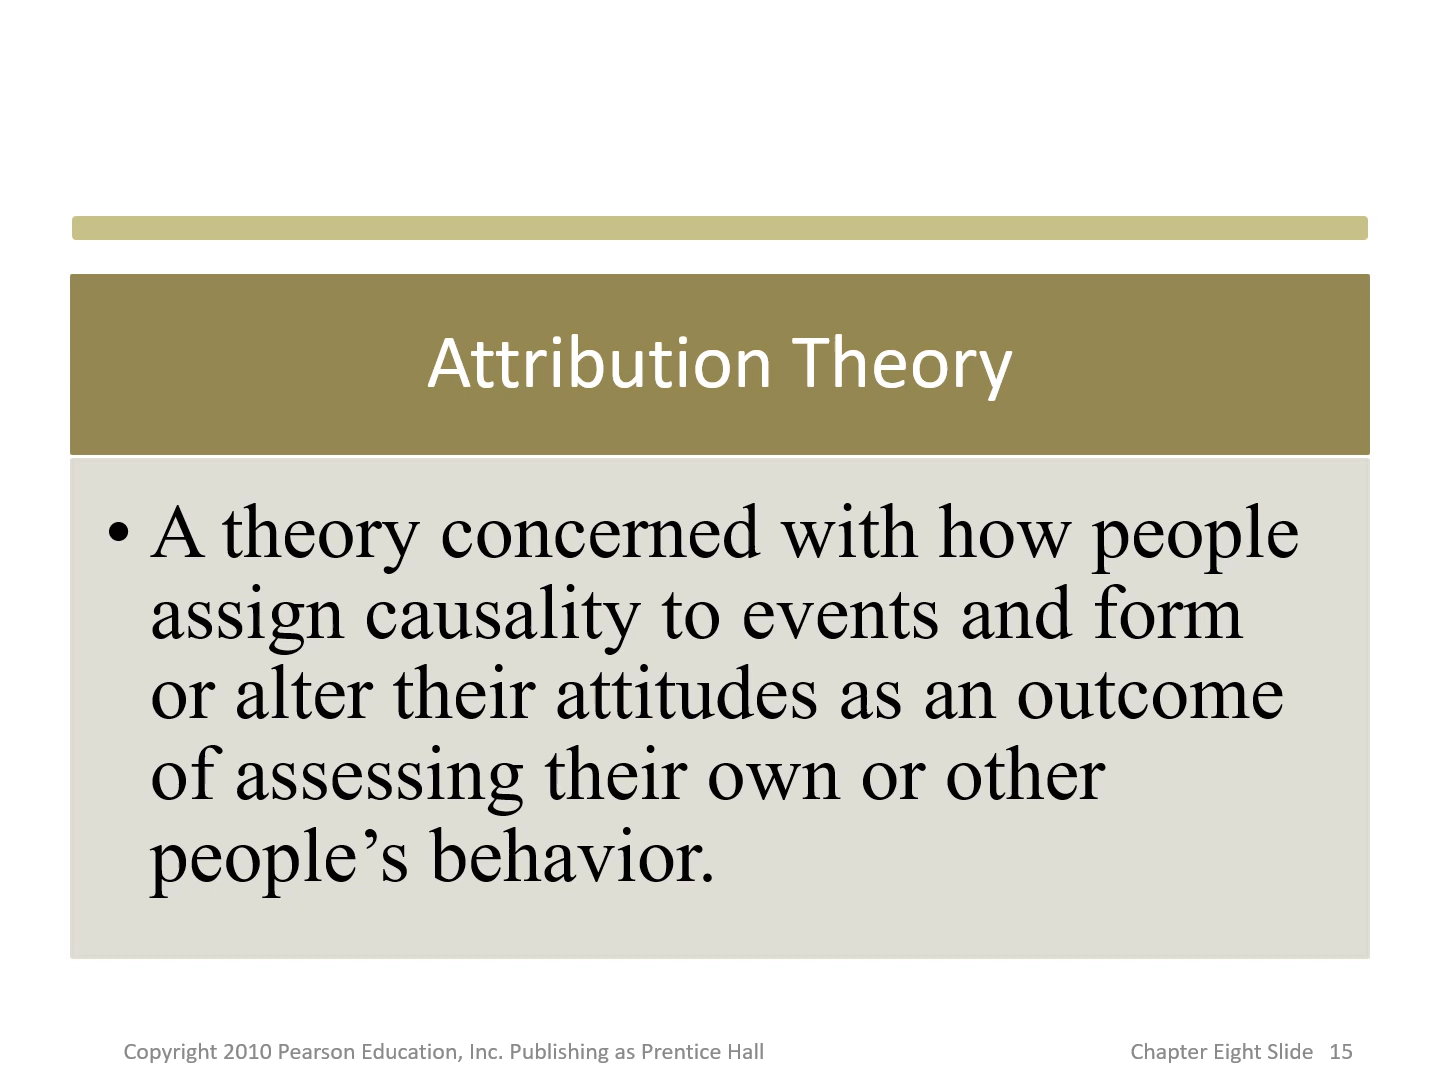 Attribution Theory
• A theory concerned with how people
assign causality to events and form
or alter their attitudes as an outcome
of assessing their own or other
people’s behavior.
Copyright 2010 Pearson Education, Inc. Publishing as Prentice Hall
Chapter Eight Slide 15